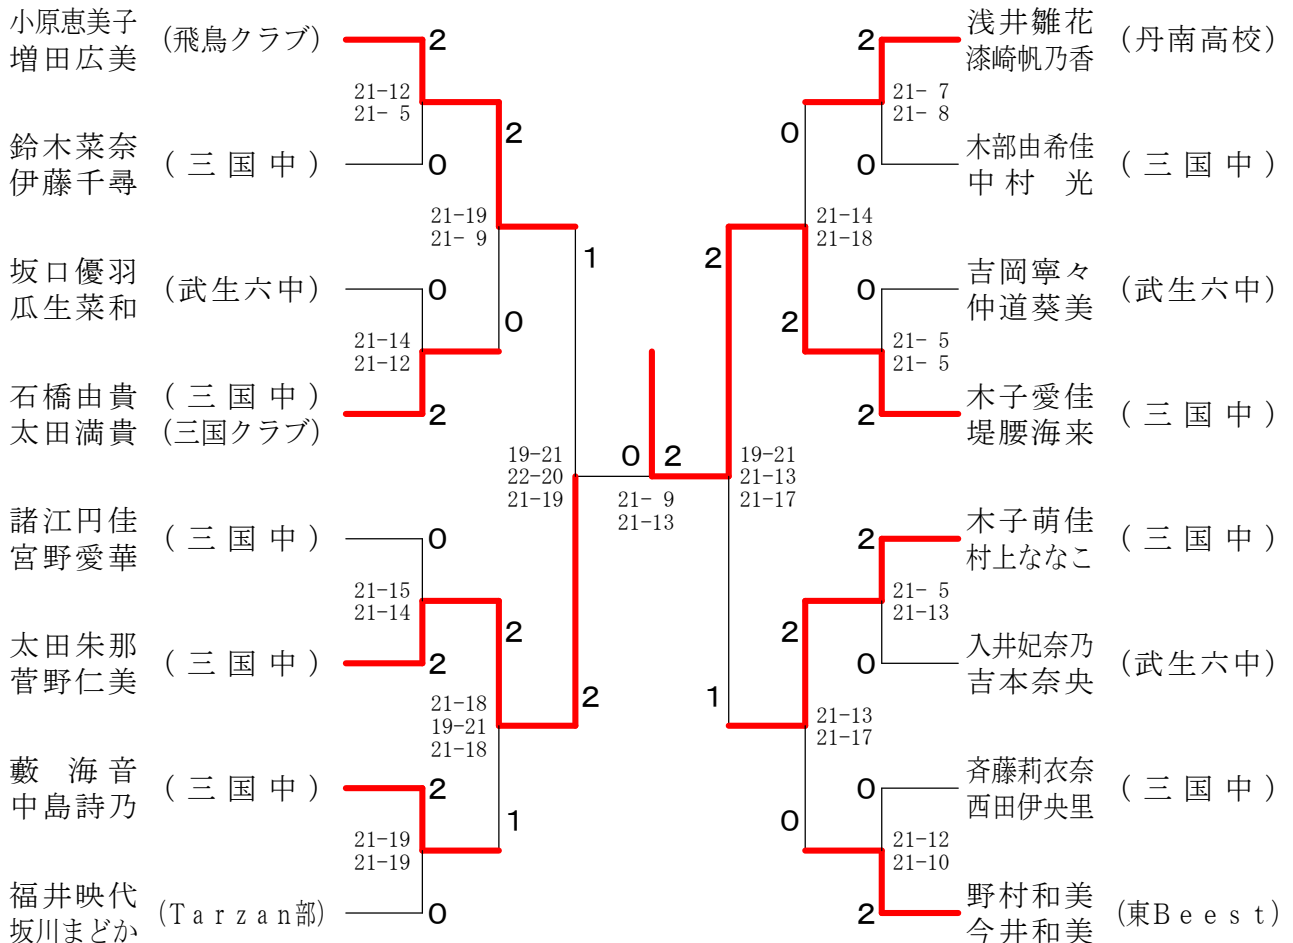 小原恵美子
増田広美
(飛鳥クラブ)
2
21-12
21- 5
鈴木菜奈
伊藤千尋
(三国中)
0
2
21-19
21- 9
坂口優羽
瓜生菜和
(武生六中)
0
0
21-14
21-12
石橋由貴
太田満貴
(三国中)
(三国クラブ)
2
1
19-21
22-20
21-19
諸江円佳
宮野愛華
(三国中)
0
21-15
21-14
太田朱那
菅野仁美
(三国中)
2
2
21-18
19-21
21-18
2
藪 海音
中島詩乃
(三国中)
2
1
21-19
21-19
福井映代
坂川まどか
(Tarzan部)
0
0
2
21- 9
21-13
2
浅井雛花
漆崎帆乃香
(丹南高校)
21- 7
21- 8
0
0
木部由希佳
中村 光
(三国中)
21-14
21-18
2
0
吉岡寧々
仲道葵美
(武生六中)
2
21- 5
21- 5
2
木子愛佳
堤腰海来
(三国中)
19-21
21-13
21-17
2
木子萌佳
村上ななこ
(三国中)
21- 5
21-13
2
0
入井妃奈乃
吉本奈央
(武生六中)
1
21-13
21-17
0
斉藤莉衣奈
西田伊央里
(三国中)
0
21-12
21-10
2
野村和美
今井和美
(東Beest)